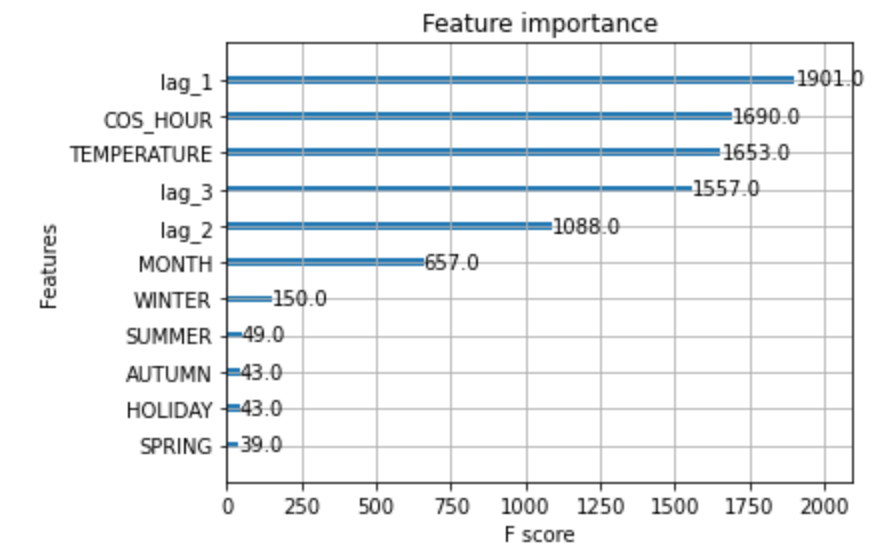 Feature importance
lag_1 1901.0
COS_HOUR 1690.0
TEMPERATURE 1653.0
lag_3 1557.0
lag_2 1088.0
MONTH 657.0
WINTER 150.0
SUMMER 49.0
AUTUMN 43.0
HOLIDAY 43.0
SPRING 39.0
Features
0 250 500 750 1000 1250 1500 1750 2000
F score